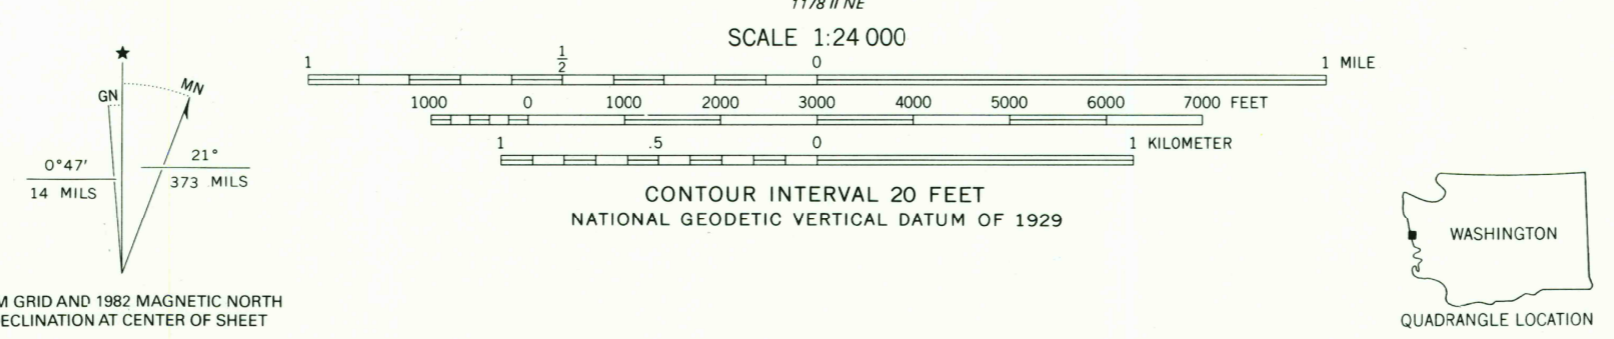 1178 II NE
SCALE 1:24 000
1 1/2 0 1 MILE
1000 0 1000 2000 3000 4000 5000 6000 7000 FEET
1 .5 0 1 KILOMETER
CONTOUR INTERVAL 20 FEET
NATIONAL GEODETIC VERTICAL DATUM OF 1929
★
GN MN
0°47′ 21°
14 MILS 373 MILS
M GRID AND 1982 MAGNETIC NORTH
ECLINATION AT CENTER OF SHEET
WASHINGTON
QUADRANGLE LOCATION